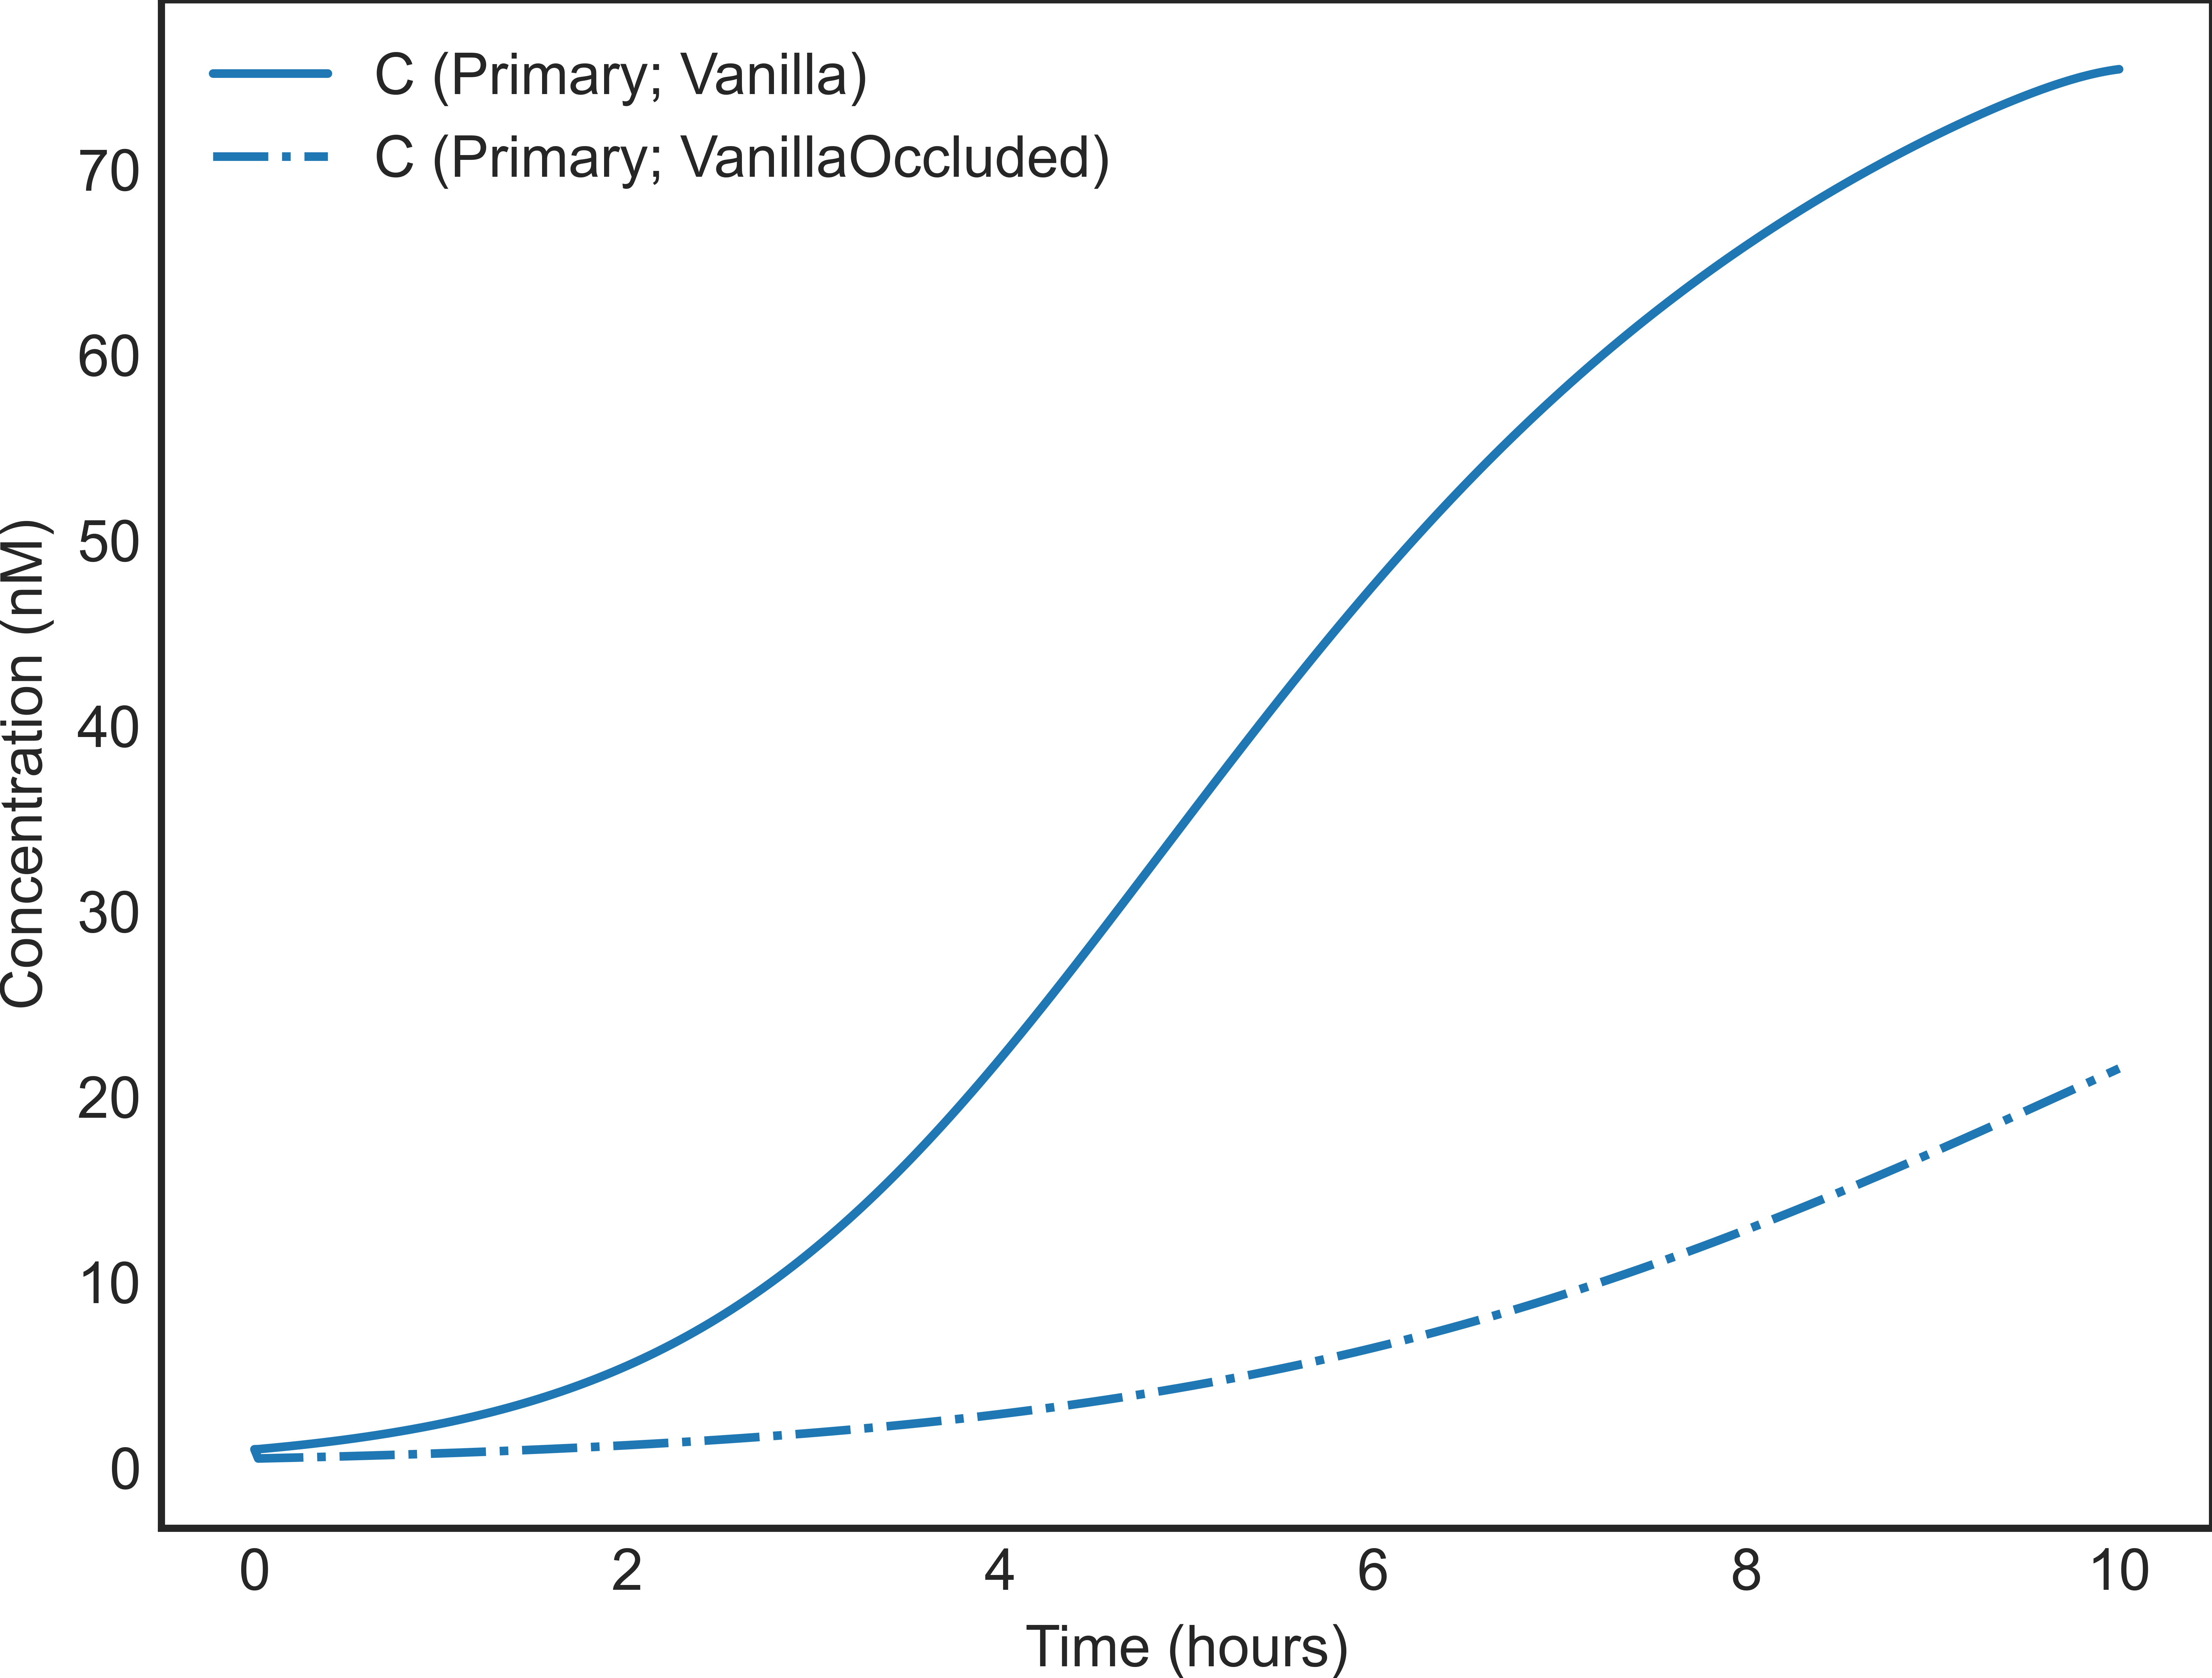 C (Primary; Vanilla)
C (Primary; VanillaOccluded)
Concentration (nM)
70
60
50
40
30
20
10
0
0 2 4 6 8 10
Time (hours)